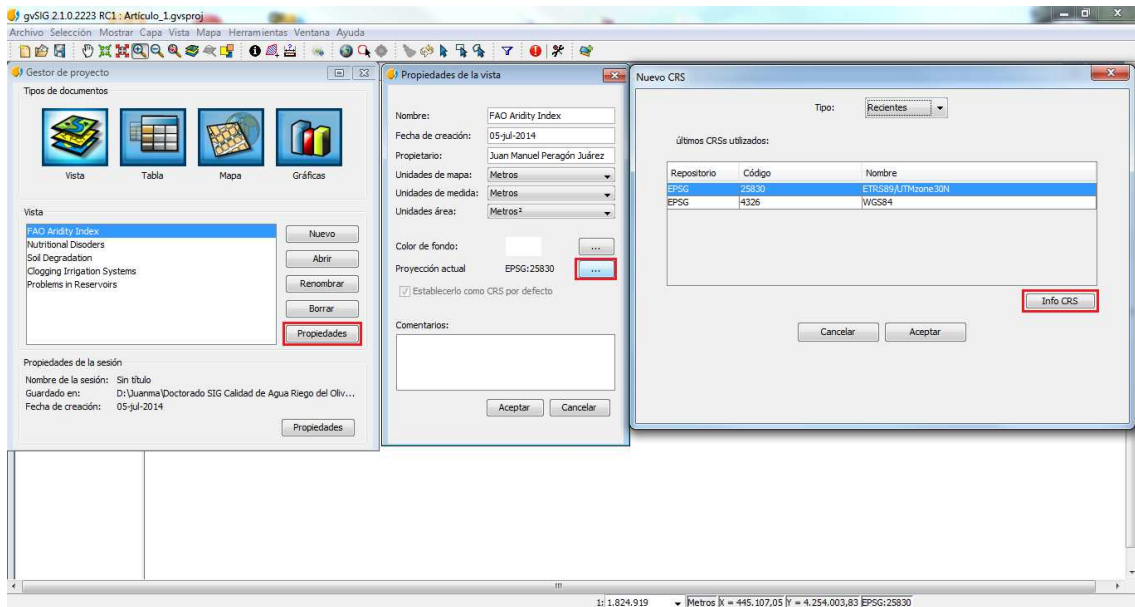 gvSIG 2.1.0.2223 RC1 : Artículo_1.gvsproj
Archivo Selección Mostrar Capa Vista Mapa Herramientas Ventana Ayuda
Gestor de proyecto
Tipos de documentos
Vista Tabla Mapa Gráficas
Vista
FAO Aridity Index
Nutritional Disoders
Soil Degradation
Clogging Irrigation Systems
Problems in Reservoirs
Nuevo
Abrir
Renombrar
Borrar
Propiedades
Propiedades de la sesión
Nombre de la sesión: Sin título
Guardado en: D:\Juanma\Doctorado SIG Calidad de Agua Riego del Oliv...
Fecha de creación: 05-jul-2014
Propiedades
Propiedades de la vista
Nombre: FAO Aridity Index
Fecha de creación: 05-jul-2014
Propietario: Juan Manuel Peragón Juárez
Unidades de mapa: Metros
Unidades de medida: Metros
Unidades área: Metros²
Color de fondo: ...
Proyección actual EPSG:25830 ...
Establecerlo como CRS por defecto
Comentarios:
Aceptar Cancelar
Nuevo CRS
Tipo: Recientes
últimos CRSs utilizados:
Repositorio Código Nombre
EPSG 25830 ETRS89/UTMzone30N
EPSG 4326 WGS84
Info CRS
Cancelar Aceptar
1: 1.824.919 Metros X = 445.107,05 Y = 4.254.003,83 EPSG:25830